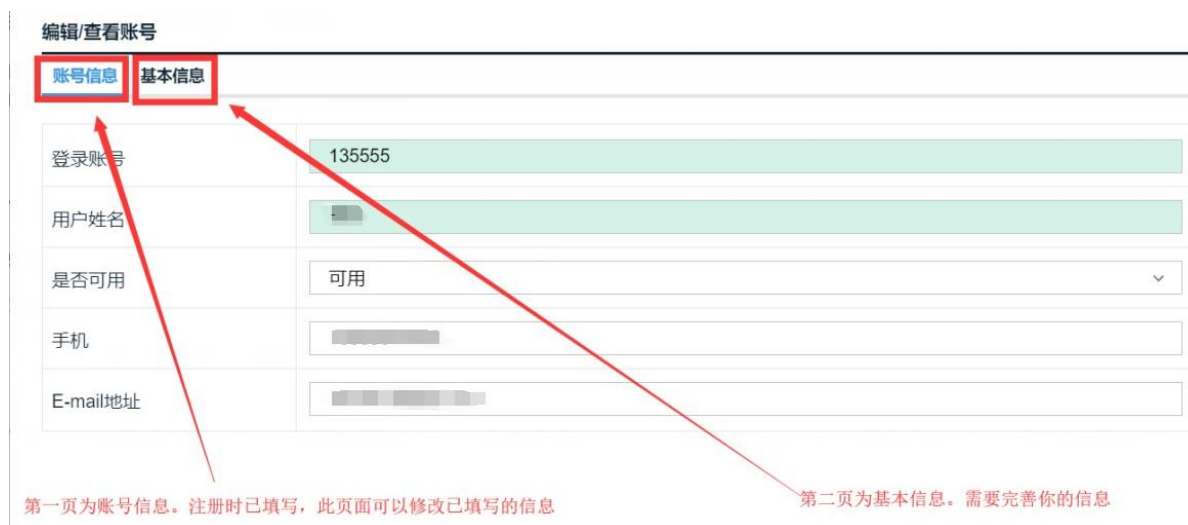 编辑/查看账号
账号信息 基本信息
登录账号 135555
用户姓名
是否可用 可用
手机
E-mail地址
第一页为账号信息。注册时已填写，此页面可以修改已填写的信息
第二页为基本信息。需要完善你的信息